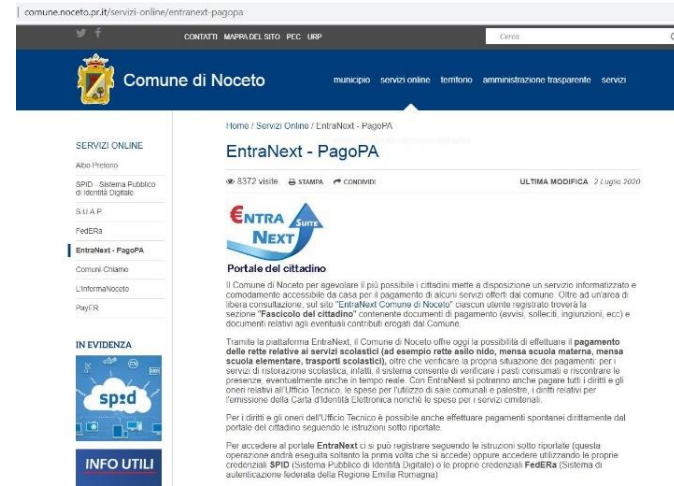 comune.noceto.pr.it/servizi-online/entranext-pagopa
CONTATTI MAPPA DEL SITO PEC URP
Cerca
Comune di Noceto
municipio servizi online territorio amministrazione trasparente servizi
Home / Servizi Online / EntraNext - PagoPA
SERVIZI ONLINE
Albo Pretorio
SPID - Sistema Pubblico
di Identità Digitale
S.U.A.P.
FedERa
EntraNext - PagoPA
Comuni-Chiamo
L'InformaNoceto
PayER
IN EVIDENZA
spid
INFO UTILI
EntraNext - PagoPA
8372 visite STAMPA CONDIVIDI
ULTIMA MODIFICA 2 Luglio 2020
€NTRA
NEXT SUITE
Portale del cittadino
Il Comune di Noceto per agevolare il più possibile i cittadini mette a disposizione un servizio informatizzato e
comodamente accessibile da casa per il pagamento di alcuni servizi offerti dal comune. Oltre ad un'area di
libera consultazione, sul sito "EntraNext Comune di Noceto" ciascun utente registrato troverà la
sezione "Fascicolo del cittadino" contenente documenti di pagamento (avvisi, solleciti, ingiunzioni, ecc) e
documenti relativi agli eventuali contributi erogati dal Comune.
Tramite la piattaforma EntraNext, il Comune di Noceto offre oggi la possibilità di effettuare il pagamento
delle rette relative ai servizi scolastici (ad esempio rette asilo nido, mensa scuola materna, mensa
scuola elementare, trasporti scolastici), oltre che verificare la propria situazione dei pagamenti: per i
servizi di ristorazione scolastica, infatti, il sistema consente di verificare i pasti consumati e riscontrare le
presenze, eventualmente anche in tempo reale. Con EntraNext si potranno anche pagare tutti i diritti e gli
oneri relativi all'Ufficio Tecnico, le spese per l'utilizzo di sale comunali e palestre, i diritti relativi per
l'emissione della Carta d'Identità Elettronica nonchè le spese per i servizi cimiteriali.
Per i diritti e gli oneri dell'Ufficio Tecnico è possibile anche effettuare pagamenti spontanei dirittamente dal
portale del cittadino seguendo le istruzioni sotto riportate.
Per accedere al portale EntraNext ci si può registrare seguendo le istruzioni sotto riportate (questa
operazione andrà eseguita soltanto la prima volta che si accede) oppure accedere utilizzando le proprie
credenziali SPID (Sistema Pubblico di Identità Digitale) o le proprie credenziali FedERa (Sistema di
autenticazione federata della Regione Emilia Romagna)